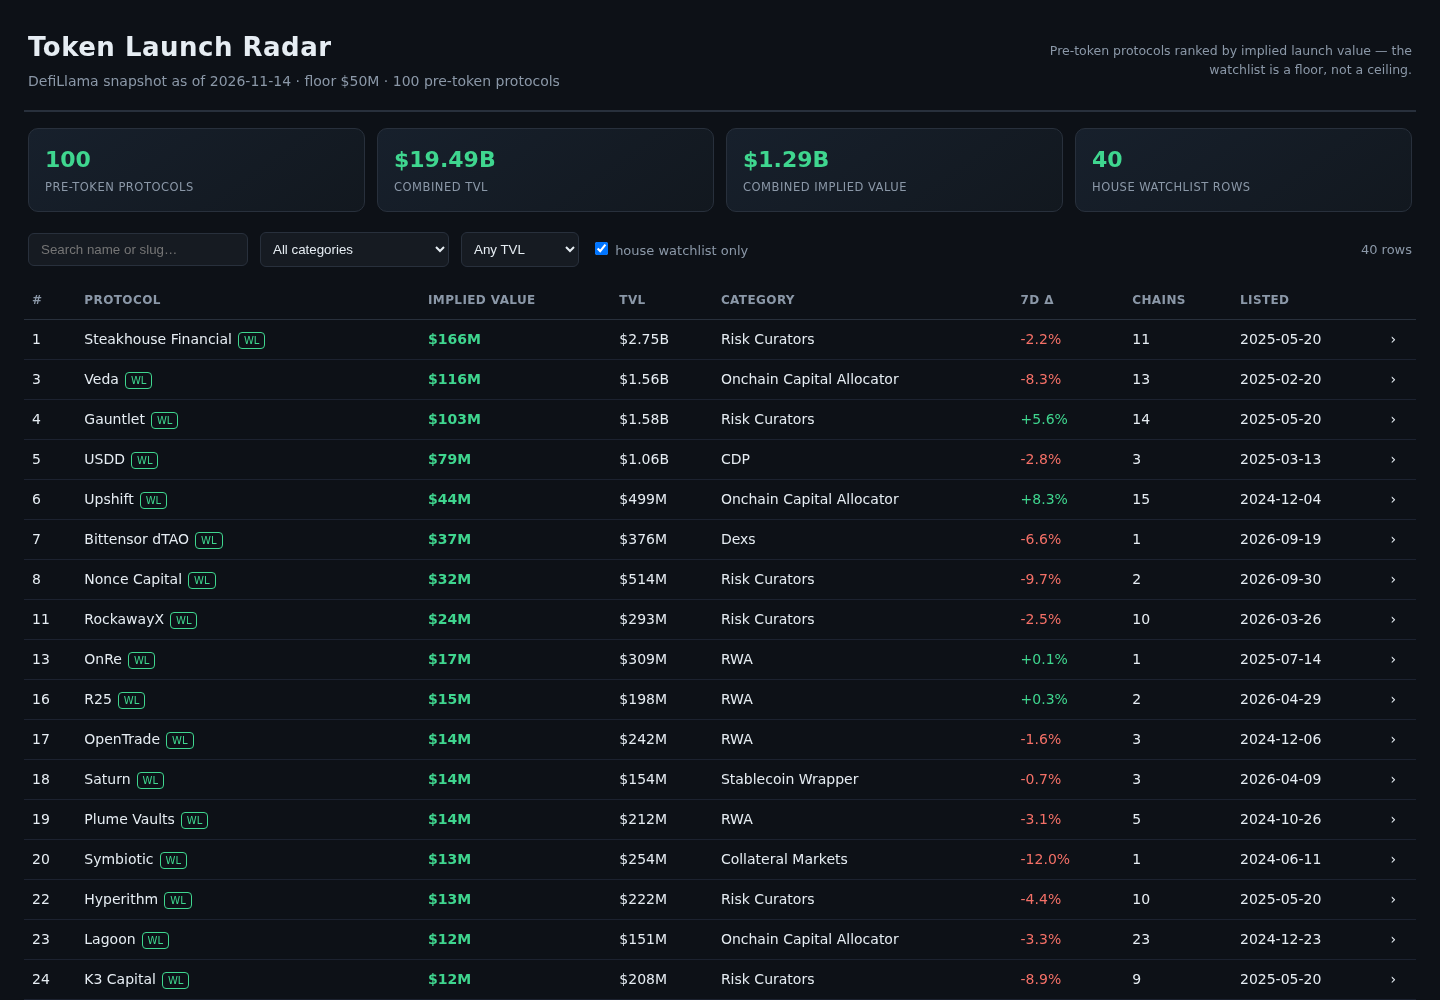 Token Launch Radar
DefiLlama snapshot as of 2026-11-14 · floor $50M · 100 pre-token protocols
Pre-token protocols ranked by implied launch value — the
watchlist is a floor, not a ceiling.
100
PRE-TOKEN PROTOCOLS
$19.49B
COMBINED TVL
$1.29B
COMBINED IMPLIED VALUE
40
HOUSE WATCHLIST ROWS
Search name or slug… All categories Any TVL house watchlist only 40 rows
# PROTOCOL IMPLIED VALUE TVL CATEGORY 7D Δ CHAINS LISTED
1 Steakhouse Financial WL $166M $2.75B Risk Curators -2.2% 11 2025-05-20 ›
3 Veda WL $116M $1.56B Onchain Capital Allocator -8.3% 13 2025-02-20 ›
4 Gauntlet WL $103M $1.58B Risk Curators +5.6% 14 2025-05-20 ›
5 USDD WL $79M $1.06B CDP -2.8% 3 2025-03-13 ›
6 Upshift WL $44M $499M Onchain Capital Allocator +8.3% 15 2024-12-04 ›
7 Bittensor dTAO WL $37M $376M Dexs -6.6% 1 2026-09-19 ›
8 Nonce Capital WL $32M $514M Risk Curators -9.7% 2 2026-09-30 ›
11 RockawayX WL $24M $293M Risk Curators -2.5% 10 2026-03-26 ›
13 OnRe WL $17M $309M RWA +0.1% 1 2025-07-14 ›
16 R25 WL $15M $198M RWA +0.3% 2 2026-04-29 ›
17 OpenTrade WL $14M $242M RWA -1.6% 3 2024-12-06 ›
18 Saturn WL $14M $154M Stablecoin Wrapper -0.7% 3 2026-04-09 ›
19 Plume Vaults WL $14M $212M RWA -3.1% 5 2024-10-26 ›
20 Symbiotic WL $13M $254M Collateral Markets -12.0% 1 2024-06-11 ›
22 Hyperithm WL $13M $222M Risk Curators -4.4% 10 2025-05-20 ›
23 Lagoon WL $12M $151M Onchain Capital Allocator -3.3% 23 2024-12-23 ›
24 K3 Capital WL $12M $208M Risk Curators -8.9% 9 2025-05-20 ›